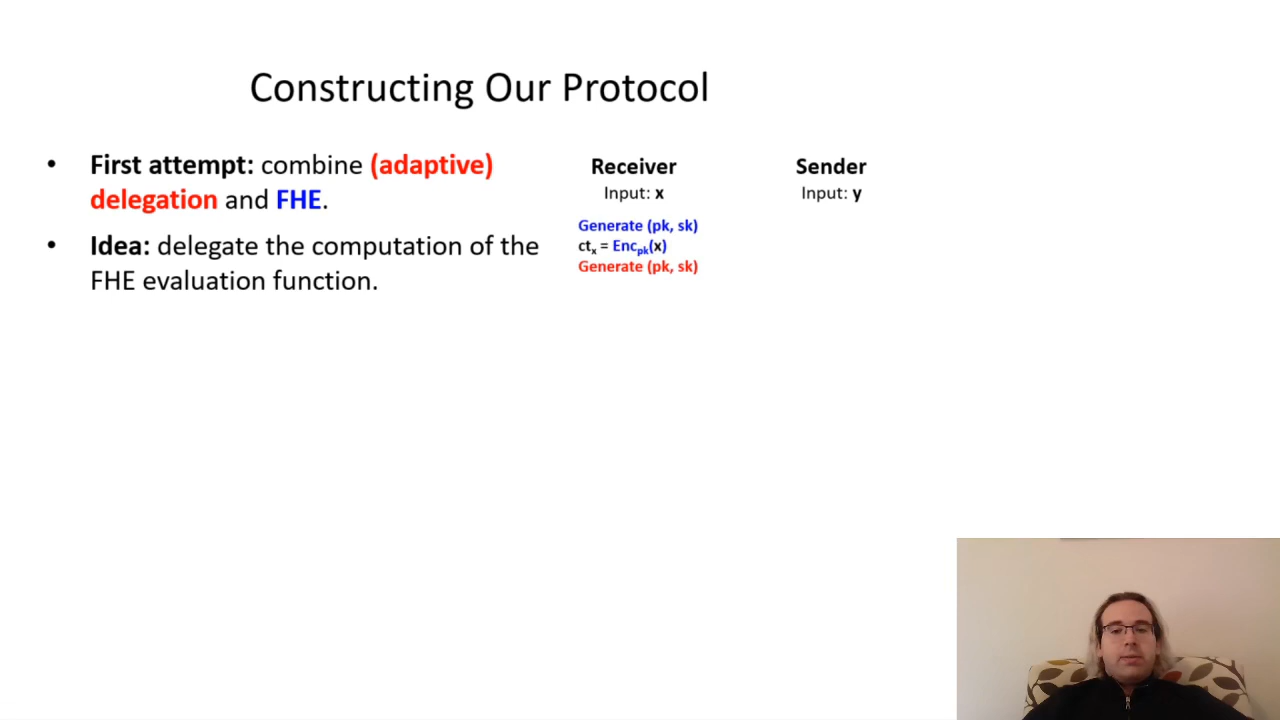 Constructing Our Protocol
• First attempt: combine (adaptive)
delegation and FHE.
• Idea: delegate the computation of the
FHE evaluation function.
Receiver
Input: x
Generate (pk, sk)
ctx = Encpk(x)
Generate (pk, sk)
Sender
Input: y